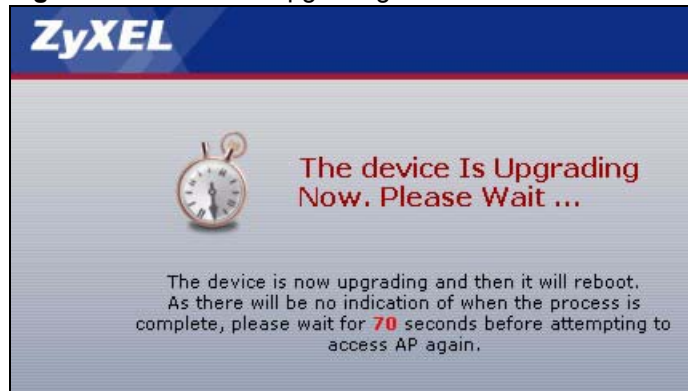 ZyXEL
The device Is Upgrading
Now. Please Wait ...
The device is now upgrading and then it will reboot.
As there will be no indication of when the process is
complete, please wait for 70 seconds before attempting to
access AP again.